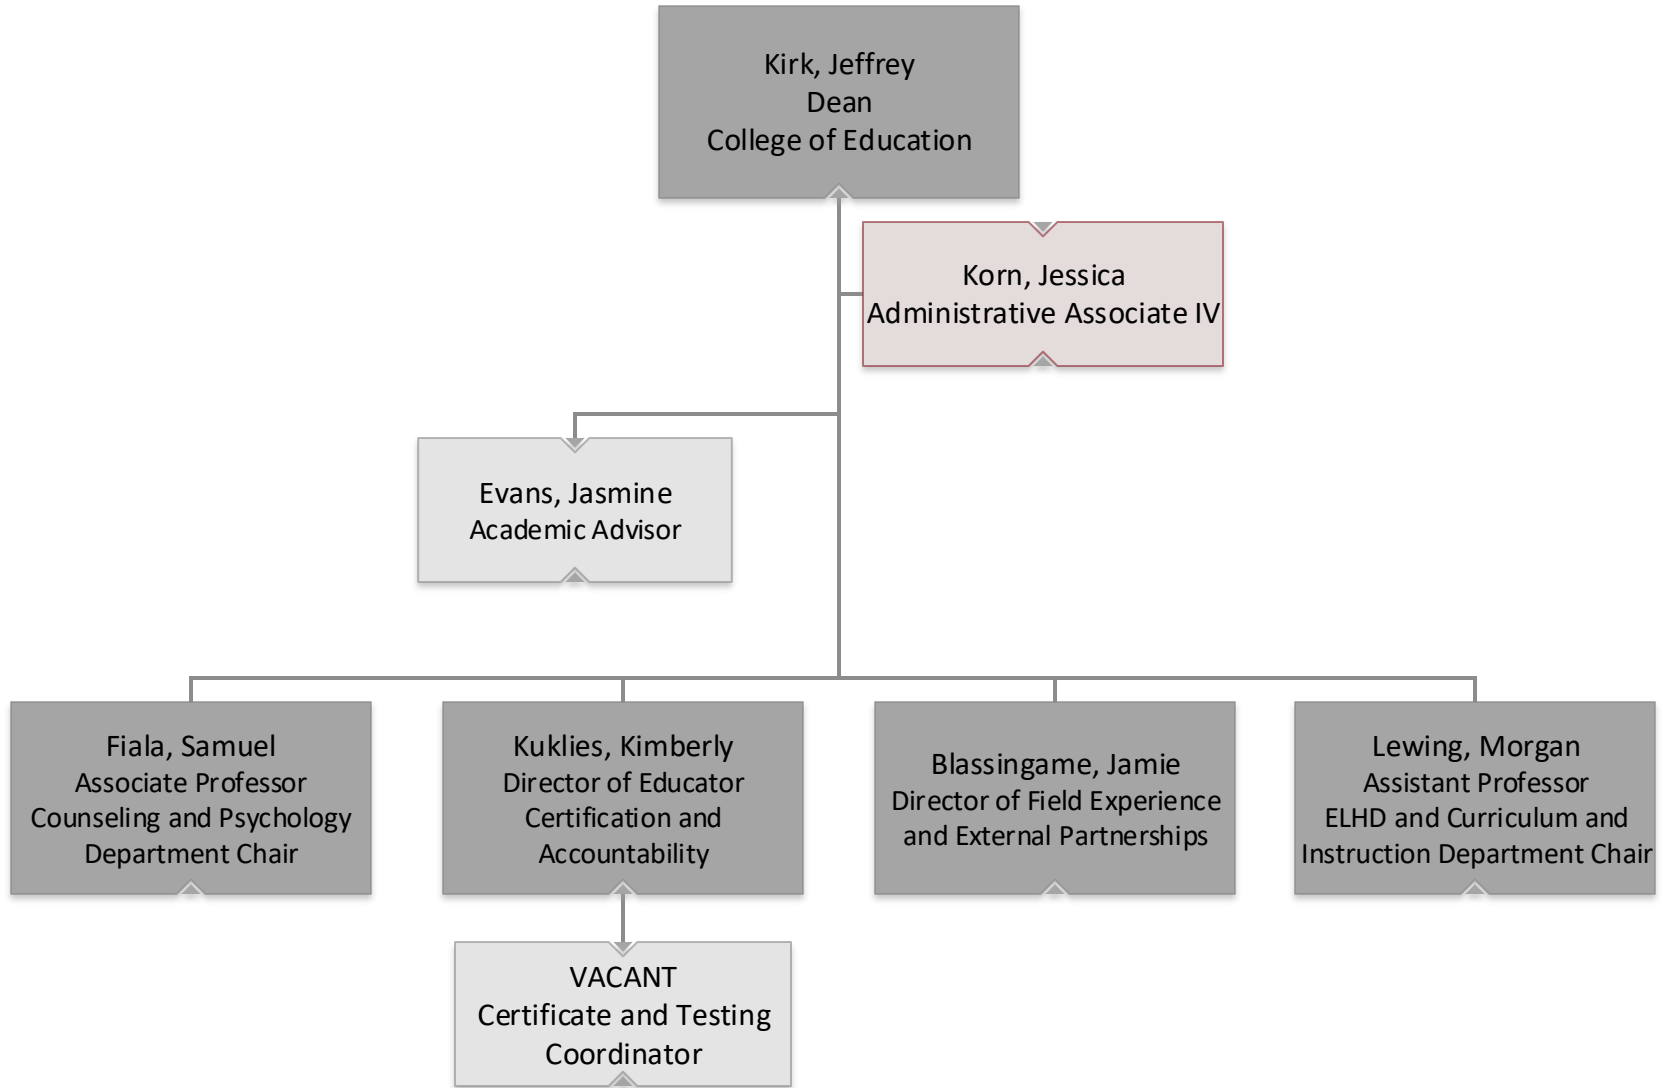 Kirk, Jeffrey
Dean
College of Education
Korn, Jessica
Administrative Associate IV
Evans, Jasmine
Academic Advisor
Fiala, Samuel
Associate Professor
Counseling and Psychology
Department Chair
Kuklies, Kimberly
Director of Educator
Certification and
Accountability
Blassingame, Jamie
Director of Field Experience
and External Partnerships
Lewing, Morgan
Assistant Professor
ELHD and Curriculum and
Instruction Department Chair
VACANT
Certificate and Testing
Coordinator